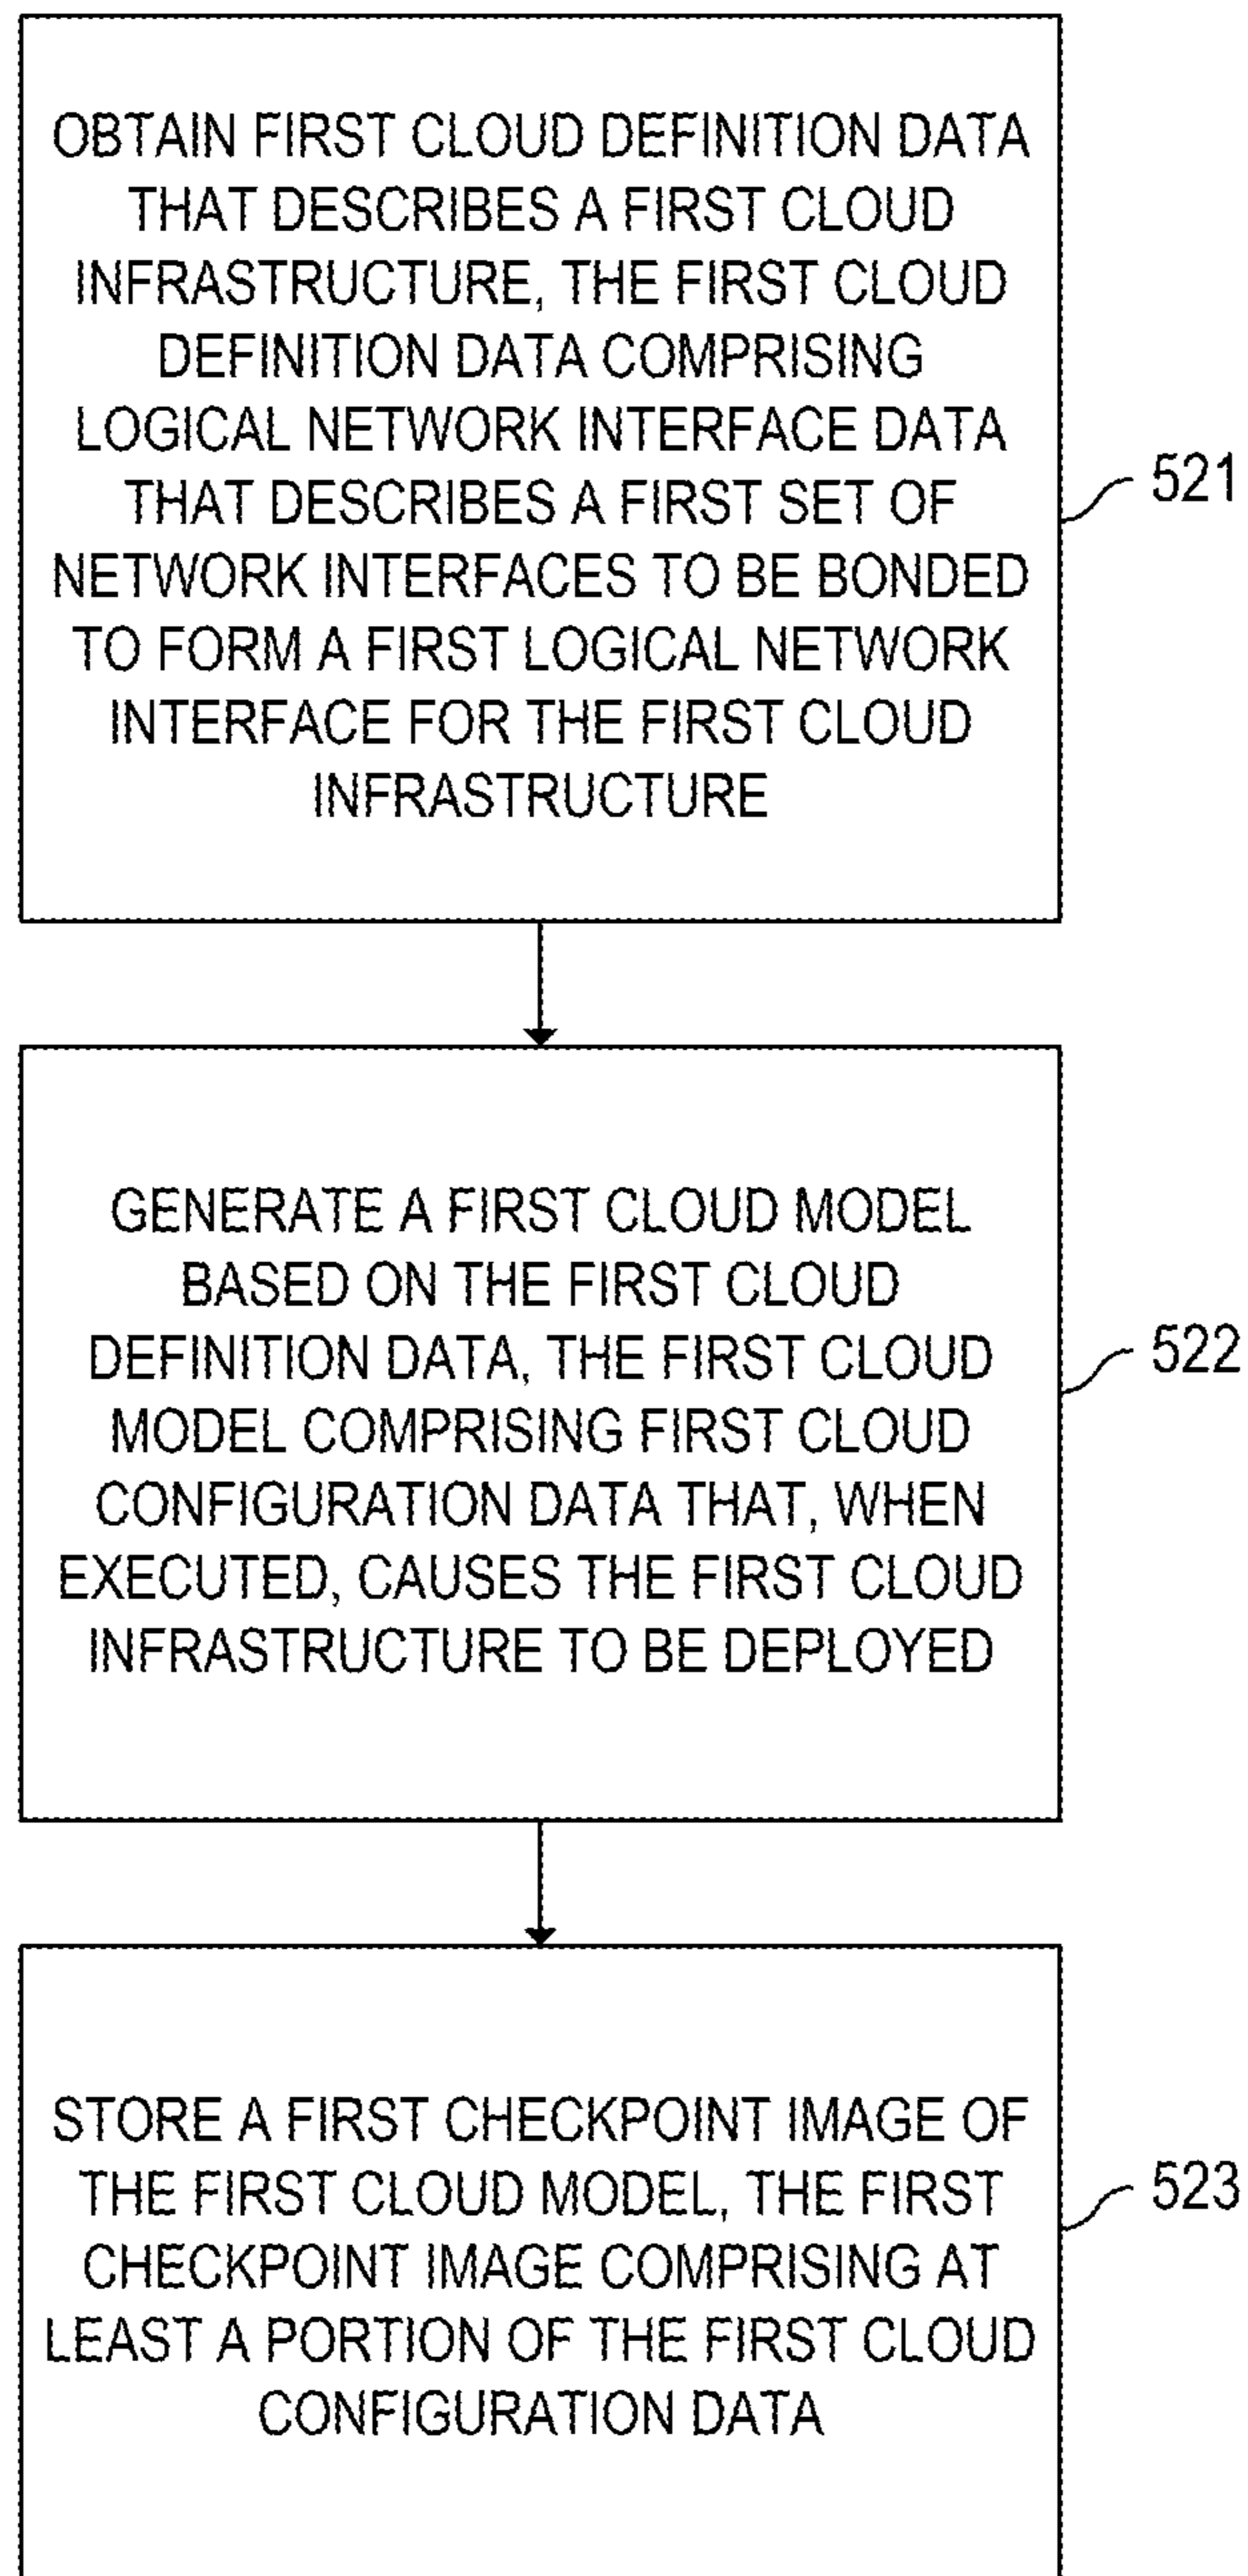 OBTAIN FIRST CLOUD DEFINITION DATA
THAT DESCRIBES A FIRST CLOUD
INFRASTRUCTURE, THE FIRST CLOUD
DEFINITION DATA COMPRISING
LOGICAL NETWORK INTERFACE DATA
THAT DESCRIBES A FIRST SET OF
NETWORK INTERFACES TO BE BONDED
TO FORM A FIRST LOGICAL NETWORK
INTERFACE FOR THE FIRST CLOUD
INFRASTRUCTURE
521
GENERATE A FIRST CLOUD MODEL
BASED ON THE FIRST CLOUD
DEFINITION DATA, THE FIRST CLOUD
MODEL COMPRISING FIRST CLOUD
CONFIGURATION DATA THAT, WHEN
EXECUTED, CAUSES THE FIRST CLOUD
INFRASTRUCTURE TO BE DEPLOYED
522
STORE A FIRST CHECKPOINT IMAGE OF
THE FIRST CLOUD MODEL, THE FIRST
CHECKPOINT IMAGE COMPRISING AT
LEAST A PORTION OF THE FIRST CLOUD
CONFIGURATION DATA
523